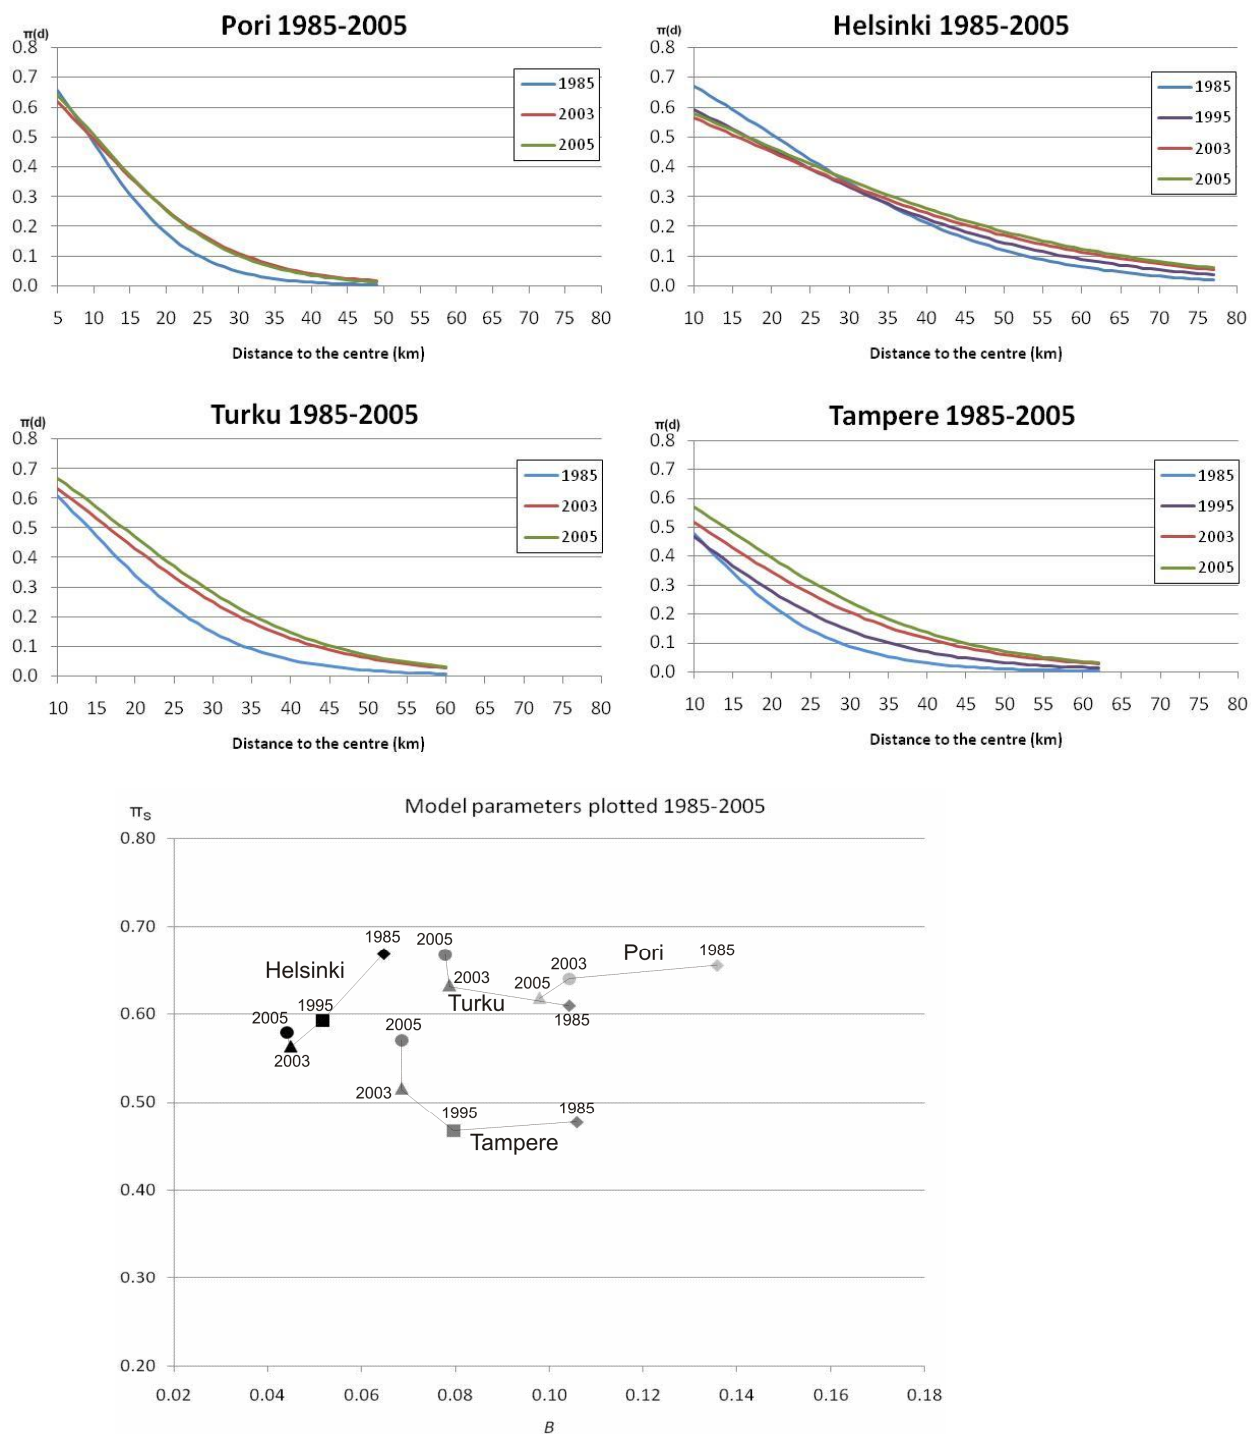 Pori 1985-2005
π(d)
0.8
0.7
0.6
0.5
0.4
0.3
0.2
0.1
0.0
1985
2003
2005
5 10 15 20 25 30 35 40 45 50 55 60 65 70 75 80
Distance to the centre (km)
Helsinki 1985-2005
π(d)
0.8
0.7
0.6
0.5
0.4
0.3
0.2
0.1
0.0
1985
1995
2003
2005
10 15 20 25 30 35 40 45 50 55 60 65 70 75 80
Distance to the centre (km)
Turku 1985-2005
π(d)
0.8
0.7
0.6
0.5
0.4
0.3
0.2
0.1
0.0
1985
2003
2005
10 15 20 25 30 35 40 45 50 55 60 65 70 75 80
Distance to the centre (km)
Tampere 1985-2005
π(d)
0.8
0.7
0.6
0.5
0.4
0.3
0.2
0.1
0.0
1985
1995
2003
2005
10 15 20 25 30 35 40 45 50 55 60 65 70 75 80
Distance to the centre (km)
Model parameters plotted 1985-2005
πs
0.80
0.70
0.60
0.50
0.40
0.30
0.20
1985
Helsinki
1995
2005
2003
2005
2003
Turku
1985
Pori
1985
2003
2005
2005
2003
1995
1985
Tampere
0.02 0.04 0.06 0.08 0.10 0.12 0.14 0.16 0.18
B